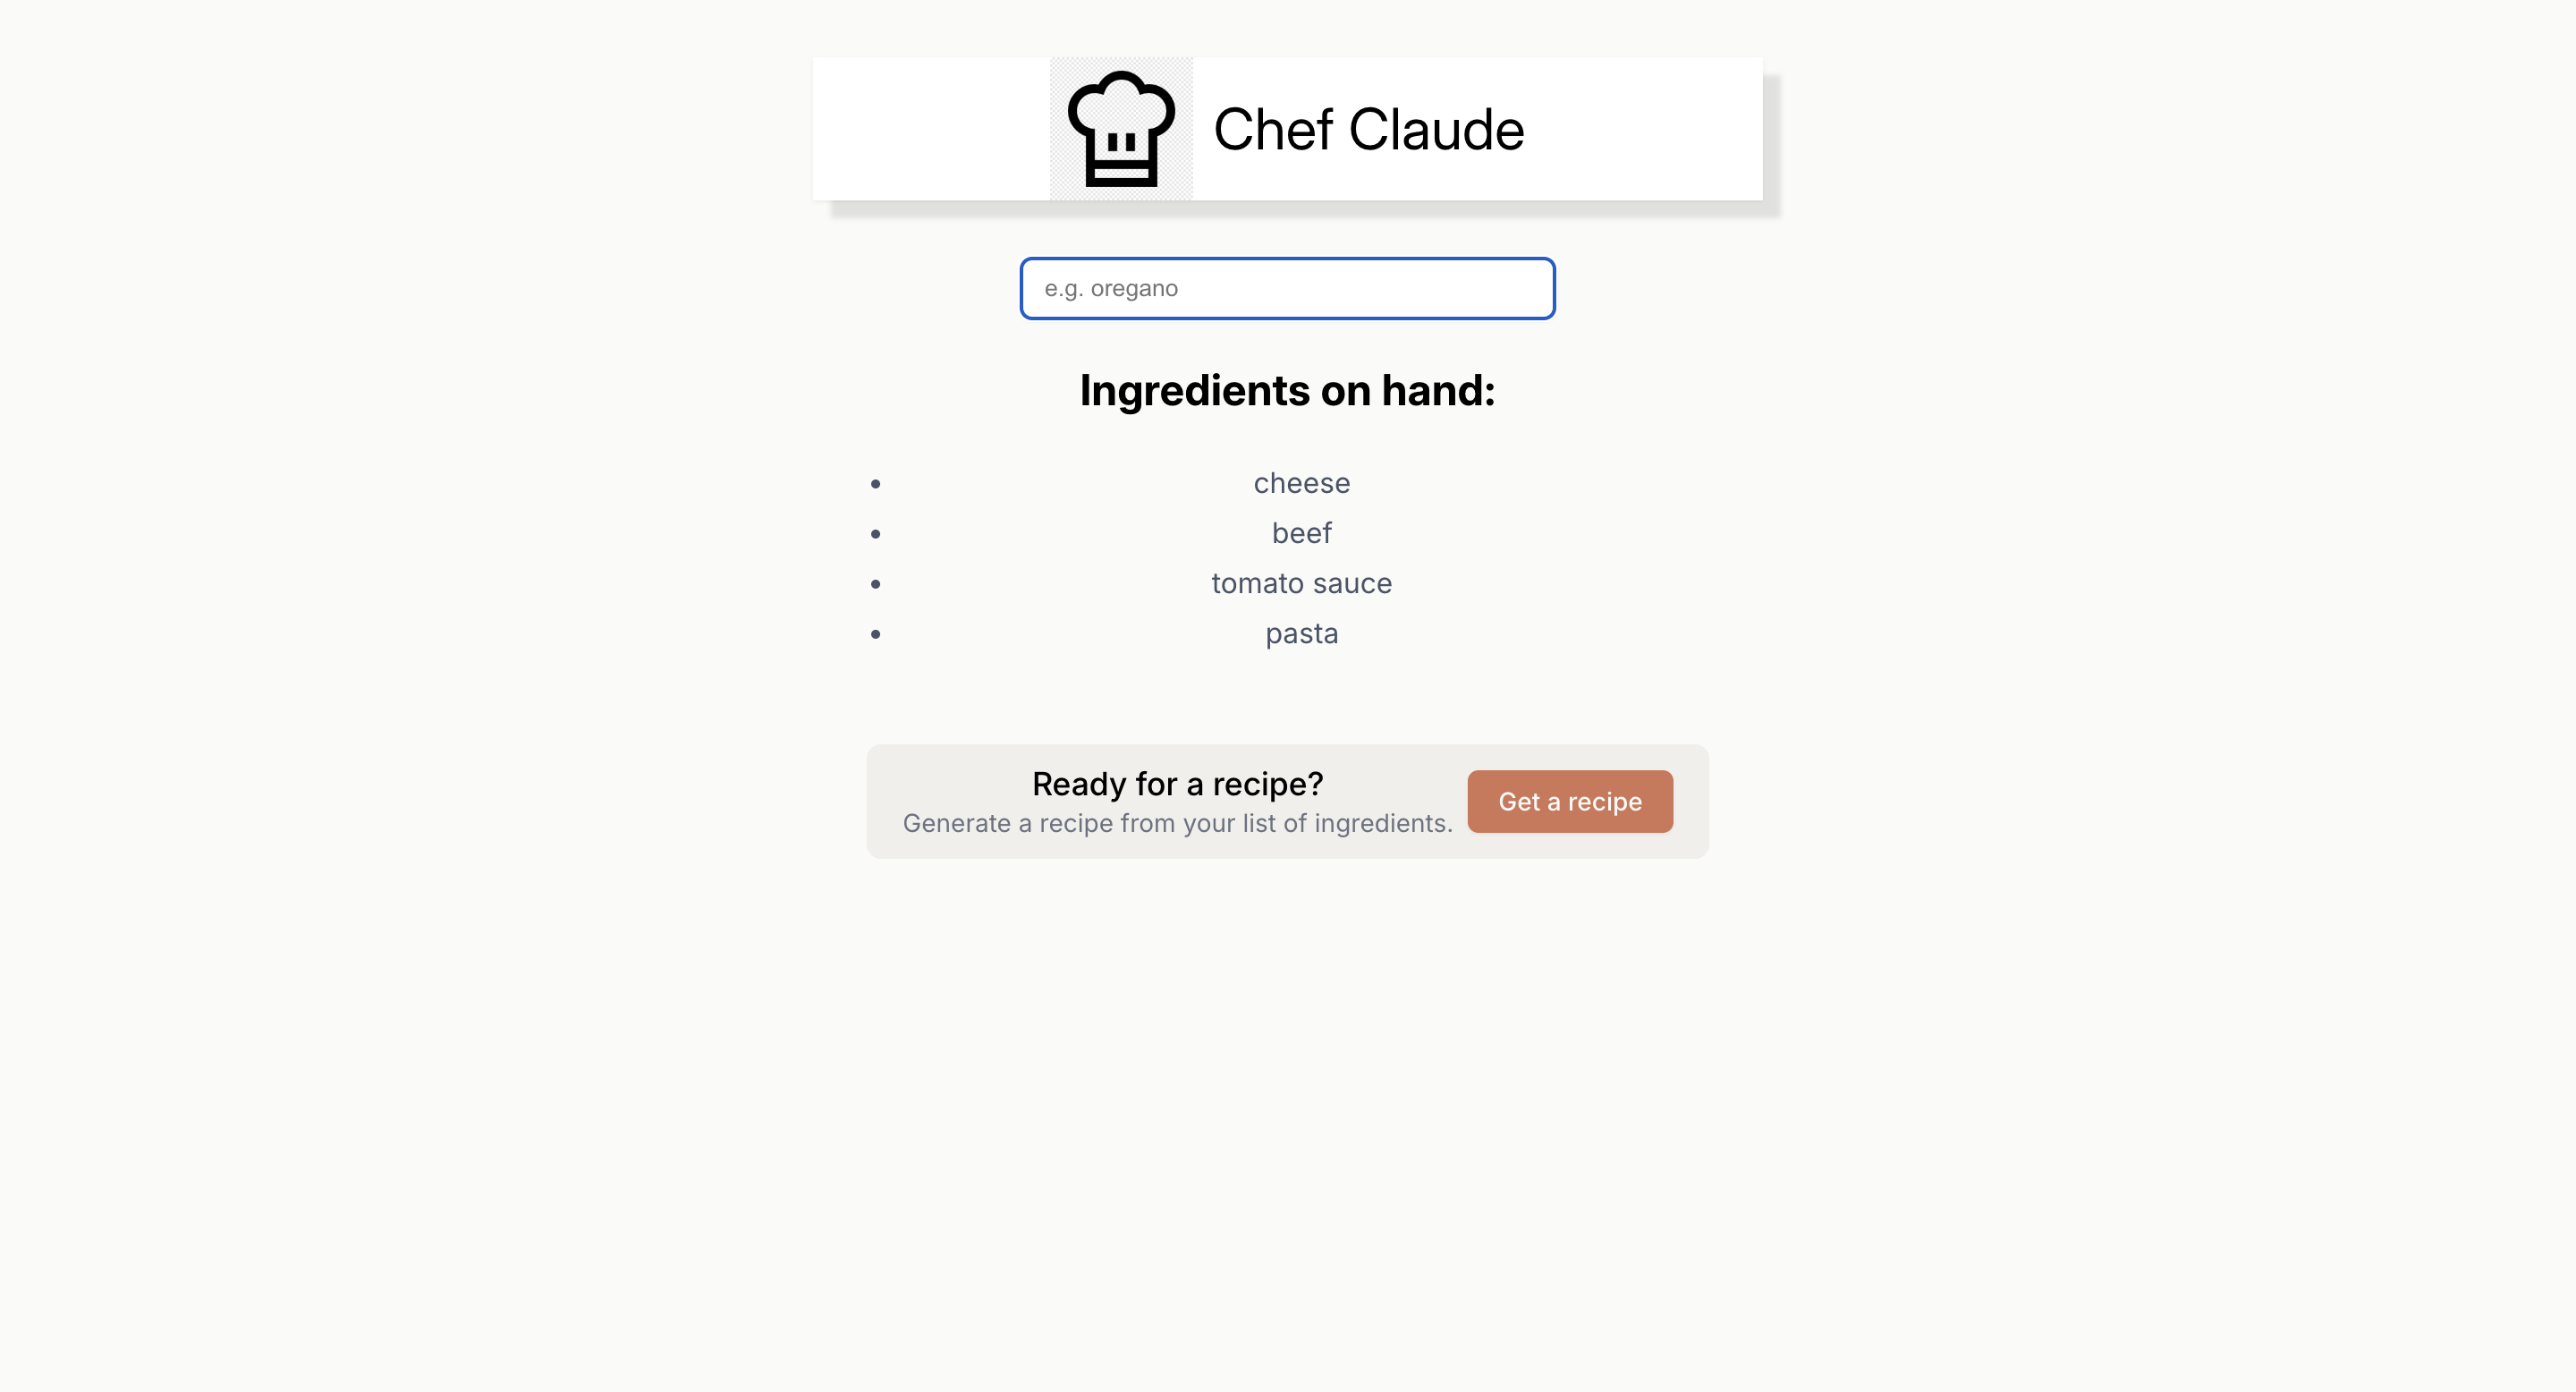 Chef Claude
e.g. oregano
Ingredients on hand:
cheese
beef
tomato sauce
pasta
Ready for a recipe?
Generate a recipe from your list of ingredients.
Get a recipe